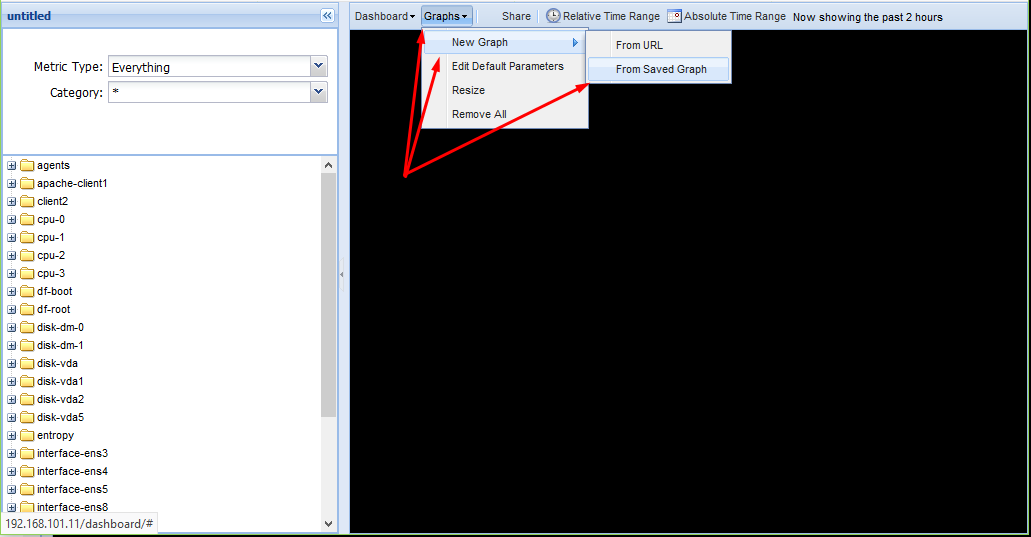 untitled
Metric Type: Everything
Category: *
agents
apache-client1
client2
cpu-0
cpu-1
cpu-2
cpu-3
df-boot
df-root
disk-dm-0
disk-dm-1
disk-vda
disk-vda1
disk-vda2
disk-vda5
entropy
interface-ens3
interface-ens4
interface-ens5
interface-ens8
192.168.101.11/dashboard/#
Dashboard Graphs Share Relative Time Range Absolute Time Range Now showing the past 2 hours
New Graph
Edit Default Parameters
Resize
Remove All
From URL
From Saved Graph